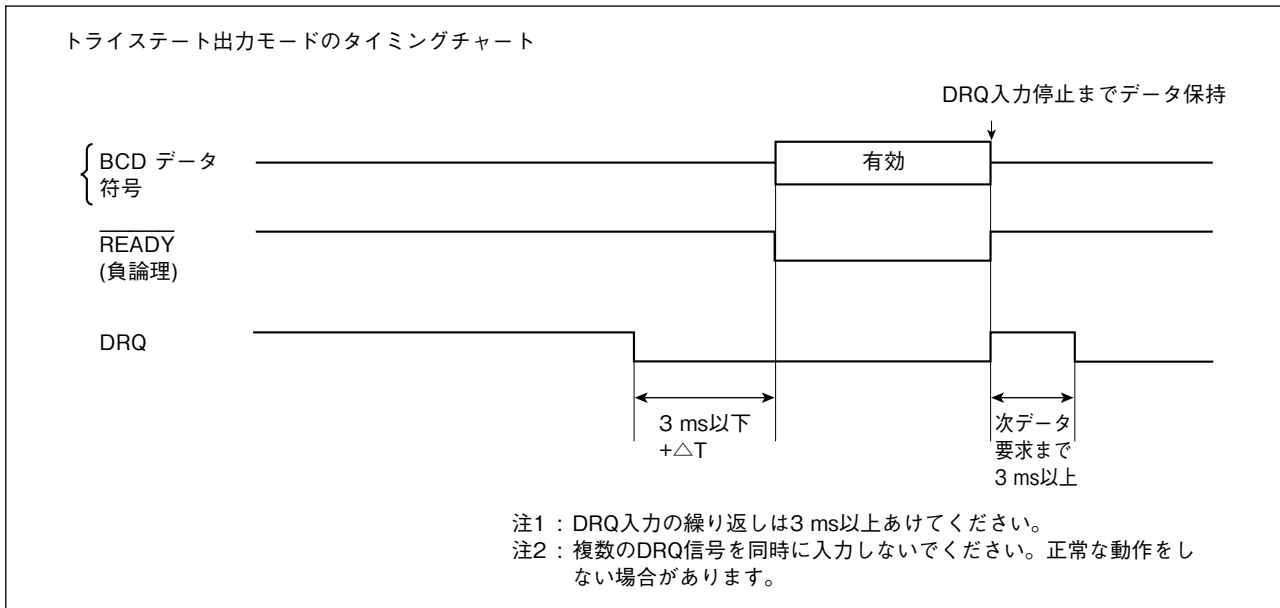 トライステート出力モードのタイミングチャート
DRQ入力停止までデータ保持
BCD データ
符号
有効
READY
(負論理)
DRQ
3 ms以下
+△T
次データ
要求まで
3 ms以上
注1：DRQ入力の繰り返しは3 ms以上あけてください。
注2：複数のDRQ信号を同時に入力しないでください。正常な動作をし
ない場合があります。